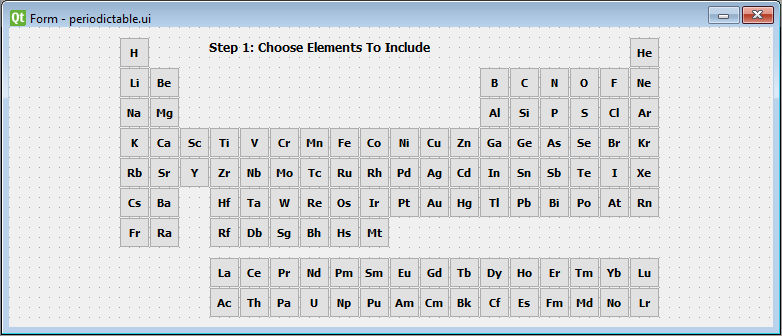 Qt Form - periodictable.ui
Step 1: Choose Elements To Include
H He
Li Be B C N O F Ne
Na Mg Al Si P S Cl Ar
K Ca Sc Ti V Cr Mn Fe Co Ni Cu Zn Ga Ge As Se Br Kr
Rb Sr Y Zr Nb Mo Tc Ru Rh Pd Ag Cd In Sn Sb Te I Xe
Cs Ba Hf Ta W Re Os Ir Pt Au Hg Tl Pb Bi Po At Rn
Fr Ra Rf Db Sg Bh Hs Mt
La Ce Pr Nd Pm Sm Eu Gd Tb Dy Ho Er Tm Yb Lu
Ac Th Pa U Np Pu Am Cm Bk Cf Es Fm Md No Lr